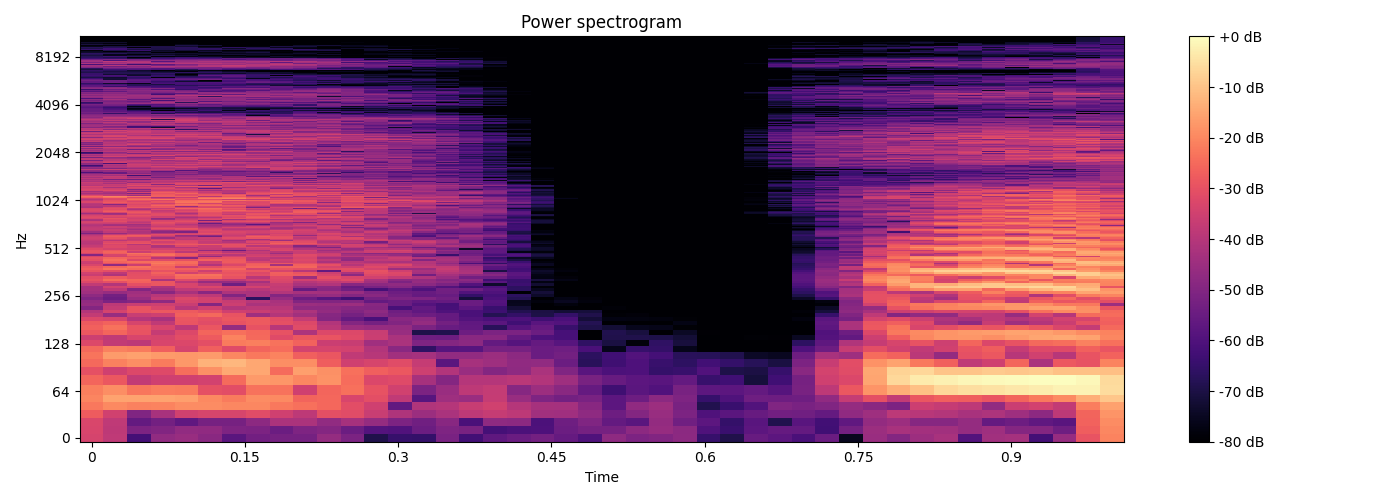 Power spectrogram
Hz
8192
4096
2048
1024
512
256
128
64
0
0 0.15 0.3 0.45 0.6 0.75 0.9
Time
+0 dB
-10 dB
-20 dB
-30 dB
-40 dB
-50 dB
-60 dB
-70 dB
-80 dB